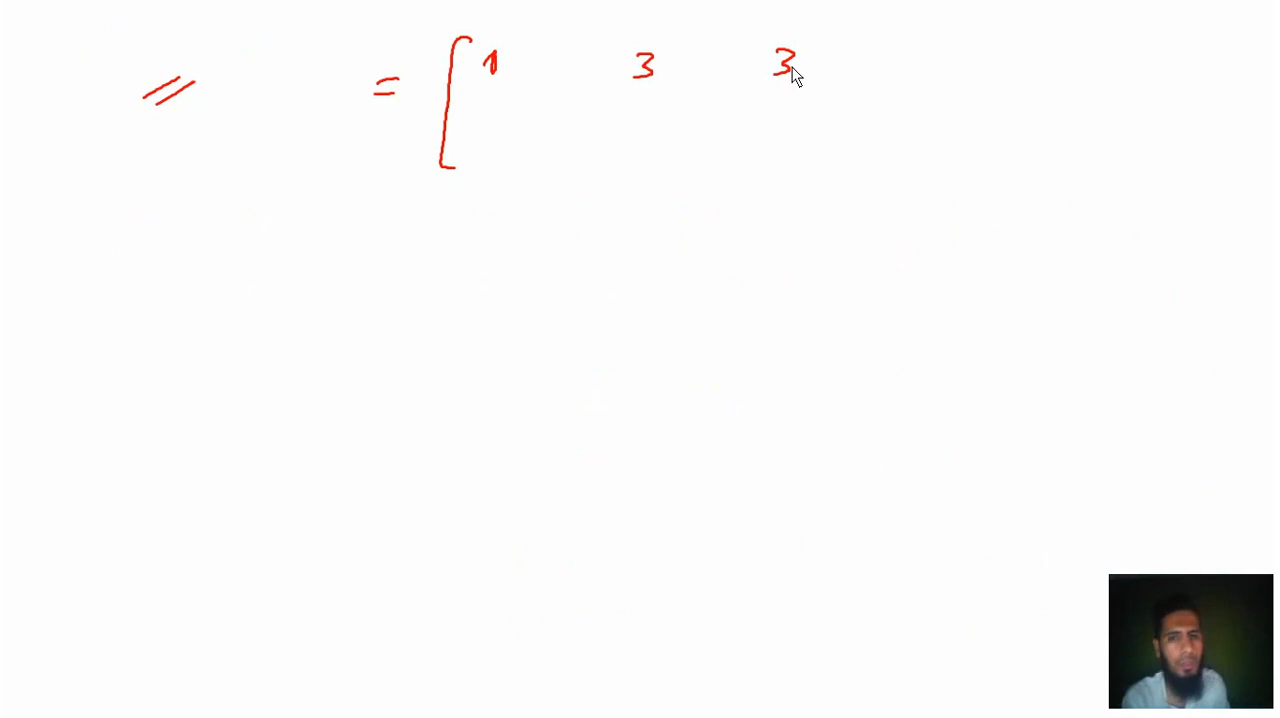 // = [ 1 3 3